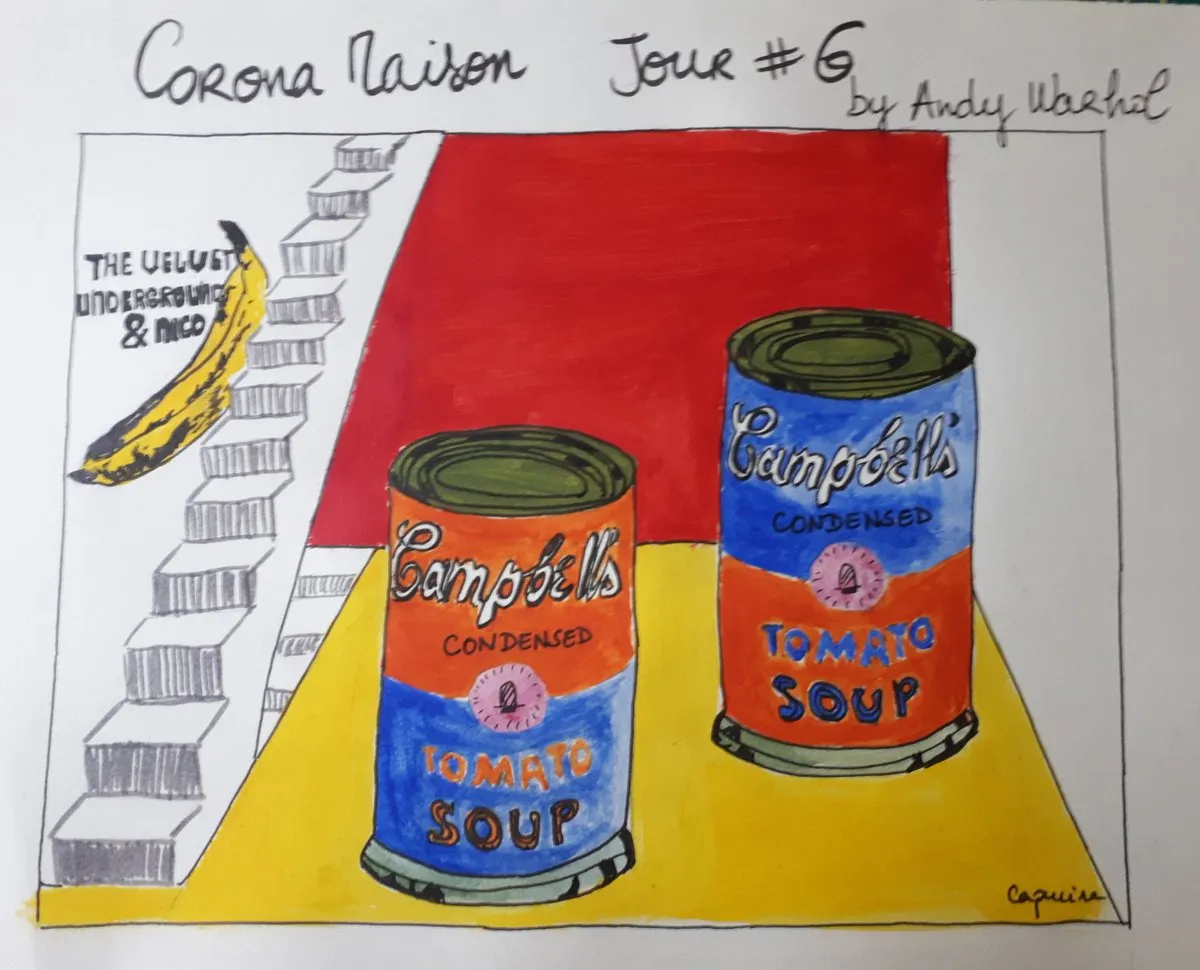 Corona Maison Jour #6
by Andy Warhol
THE VELVET
UNDERGROUND
& NICO
Campbell's
CONDENSED
TOMATO
SOUP
Campbell's
CONDENSED
TOMATO
SOUP